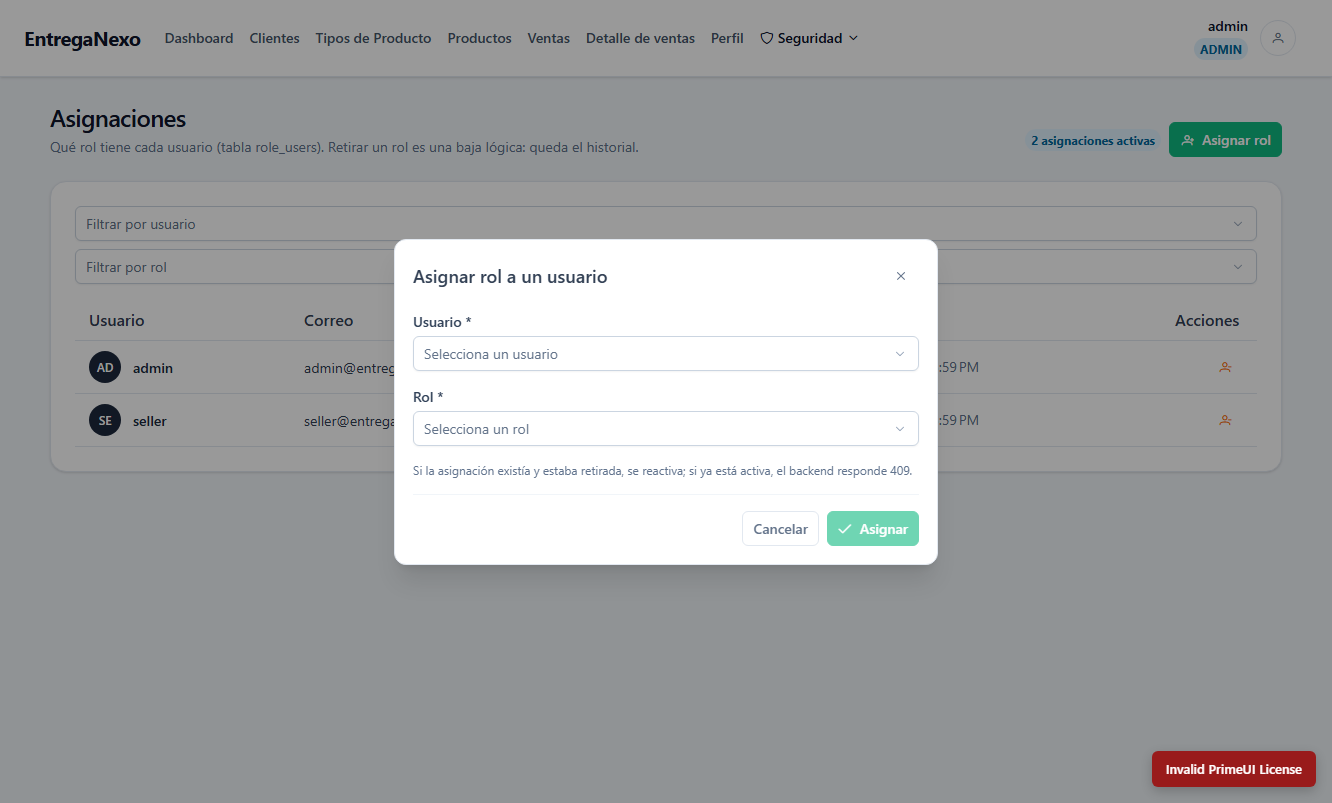 EntregaNexo Dashboard Clientes Tipos de Producto Productos Ventas Detalle de ventas Perfil Seguridad
admin
ADMIN
Asignaciones
Qué rol tiene cada usuario (tabla role_users). Retirar un rol es una baja lógica: queda el historial.
2 asignaciones activas
Asignar rol
Filtrar por usuario
Filtrar por rol
Usuario Correo Acciones
AD admin admin@entreg :59 PM
SE seller seller@entrega :59 PM
Asignar rol a un usuario
Usuario *
Selecciona un usuario
Rol *
Selecciona un rol
Si la asignación existía y estaba retirada, se reactiva; si ya está activa, el backend responde 409.
Cancelar Asignar
Invalid PrimeUI License